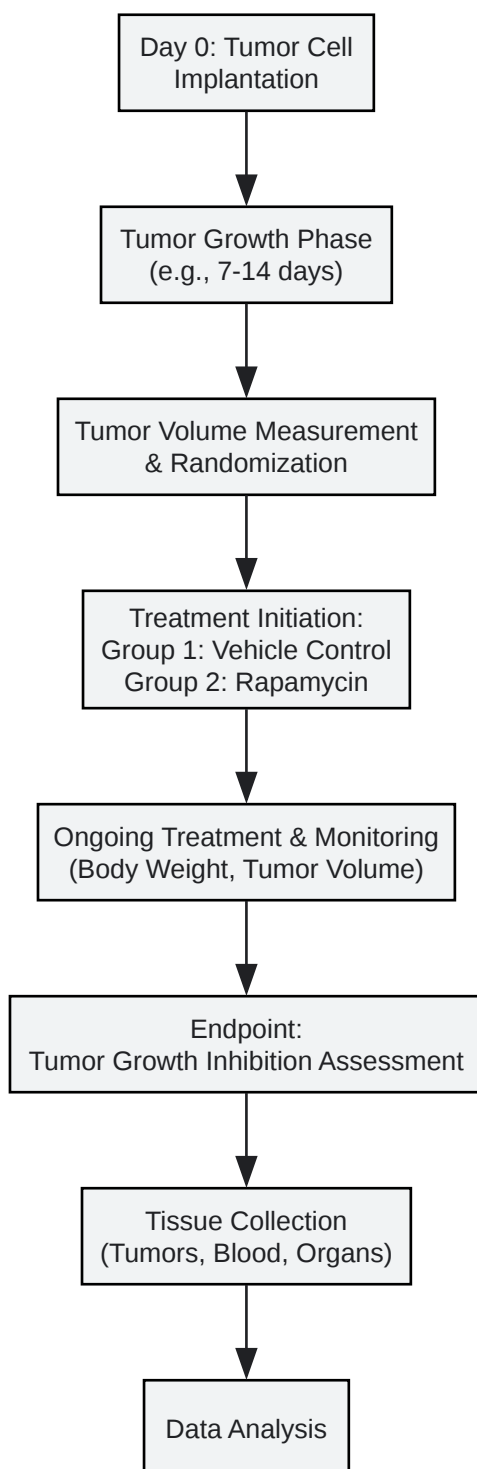 Day 0: Tumor Cell
Implantation
Tumor Growth Phase
(e.g., 7-14 days)
Tumor Volume Measurement
& Randomization
Treatment Initiation:
Group 1: Vehicle Control
Group 2: Rapamycin
Ongoing Treatment & Monitoring
(Body Weight, Tumor Volume)
Endpoint:
Tumor Growth Inhibition Assessment
Tissue Collection
(Tumors, Blood, Organs)
Data Analysis